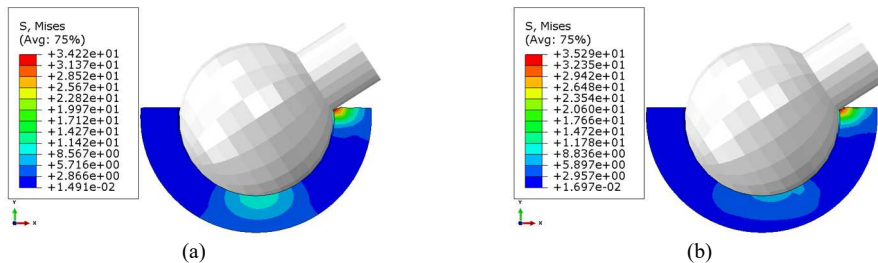 S, Mises
(Avg: 75%)
+3.422e+01
+3.137e+01
+2.852e+01
+2.567e+01
+2.282e+01
+1.997e+01
+1.712e+01
+1.427e+01
+1.142e+01
+8.567e+00
+5.716e+00
+2.866e+00
+1.491e-02
Y
X
(a)
S, Mises
(Avg: 75%)
+3.529e+01
+3.235e+01
+2.942e+01
+2.648e+01
+2.354e+01
+2.060e+01
+1.766e+01
+1.472e+01
+1.178e+01
+8.836e+00
+5.897e+00
+2.957e+00
+1.697e-02
Y
X
(b)